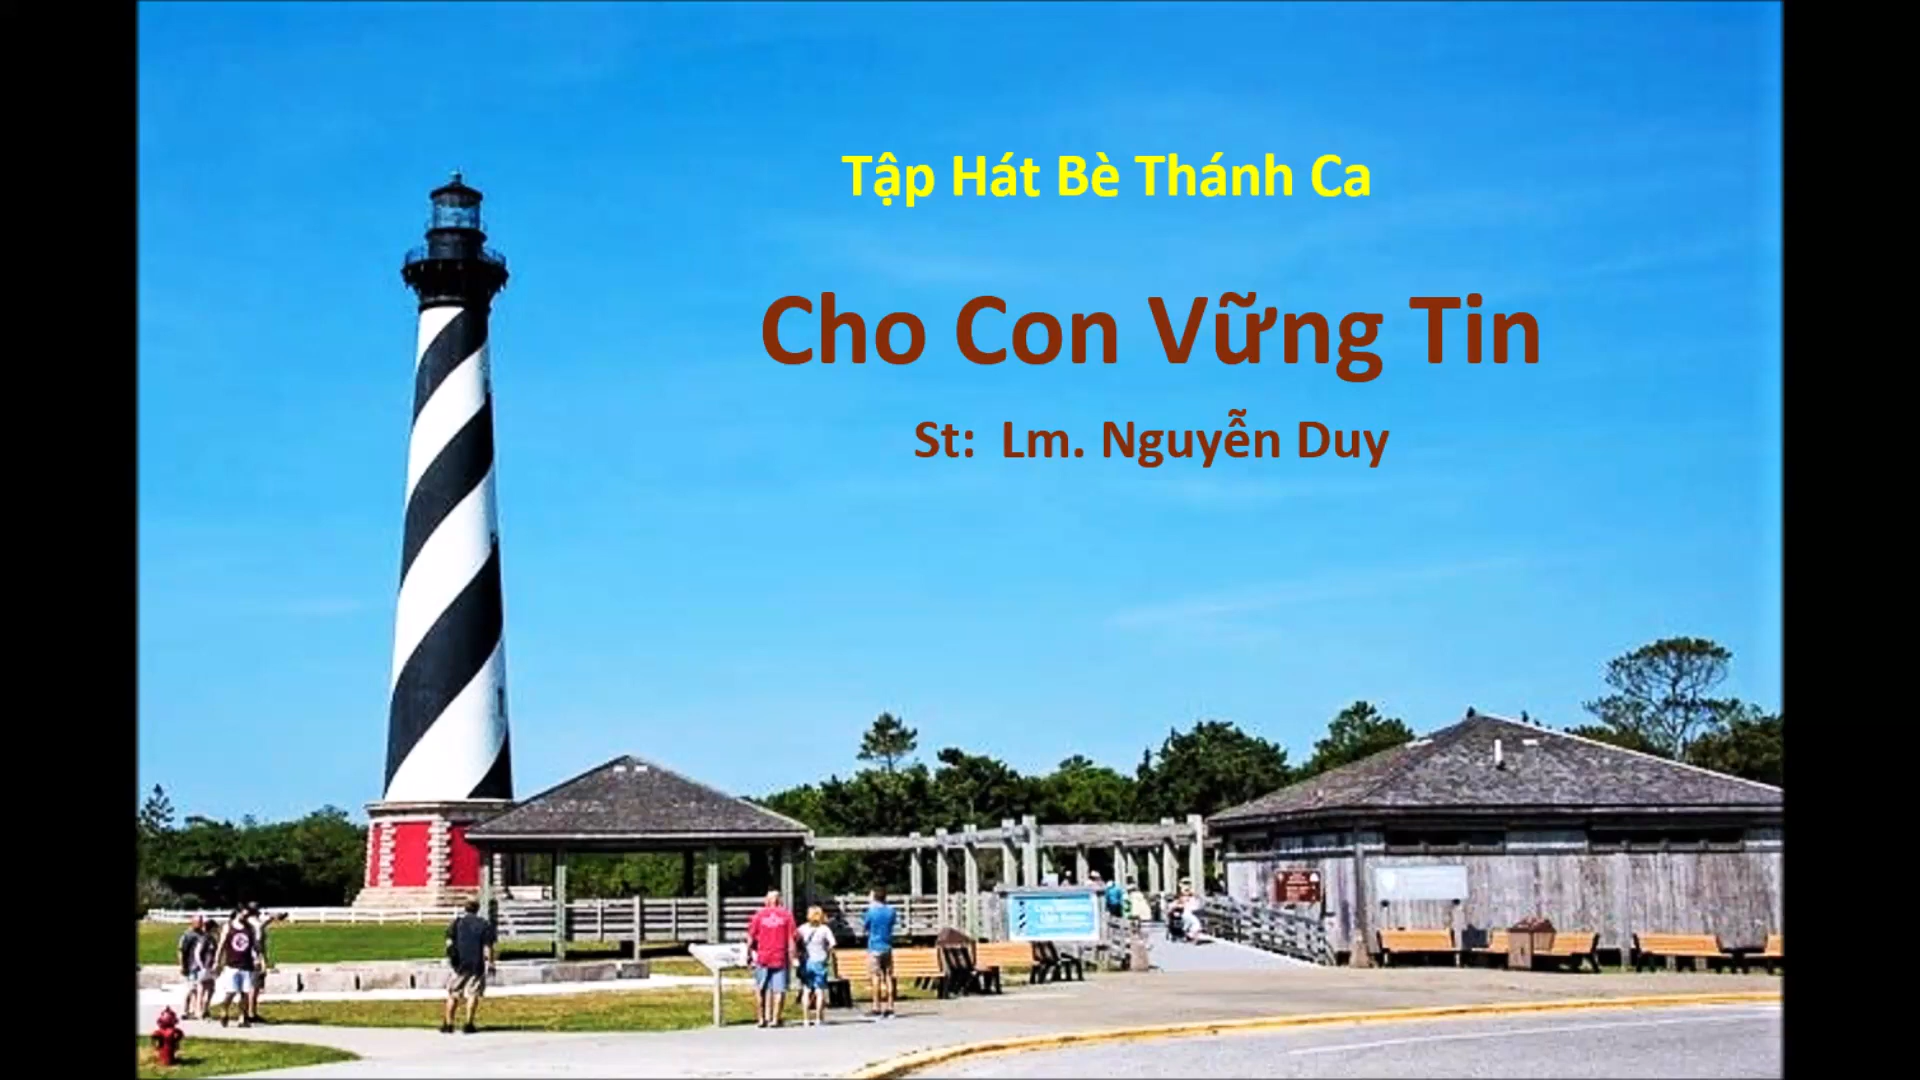 Tập Hát Bè Thánh Ca
Cho Con Vững Tin
St: Lm. Nguyễn Duy